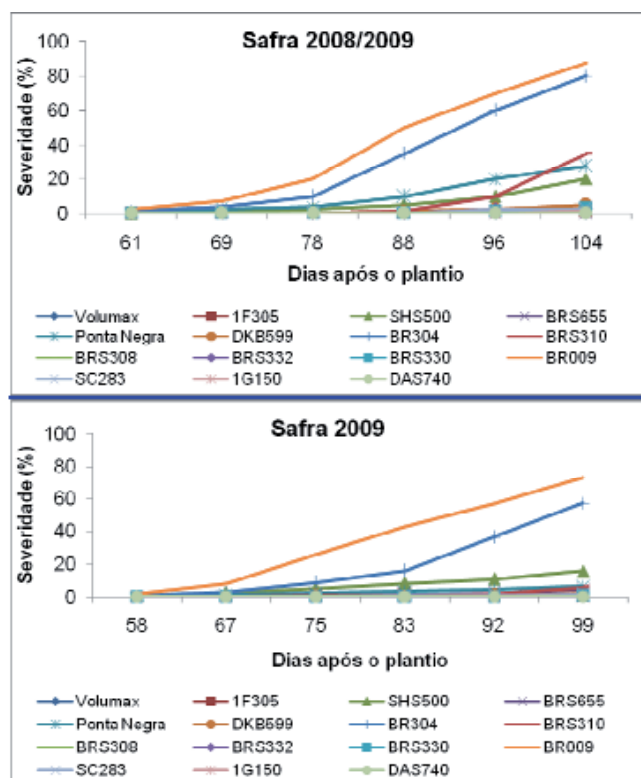 Safra 2008/2009
Severidade (%)
100
80
60
40
20
0
61 69 78 88 96 104
Dias após o plantio
Volumax 1F305 SHS500 BRS655
Ponta Negra DKB599 BR304 BRS310
BRS308 BRS332 BRS330 BR009
SC283 1G150 DAS740
Safra 2009
Severidade (%)
100
80
60
40
20
0
58 67 75 83 92 99
Dias após o plantio
Volumax 1F305 SHS500 BRS655
Ponta Negra DKB599 BR304 BRS310
BRS308 BRS332 BRS330 BR009
SC283 1G150 DAS740